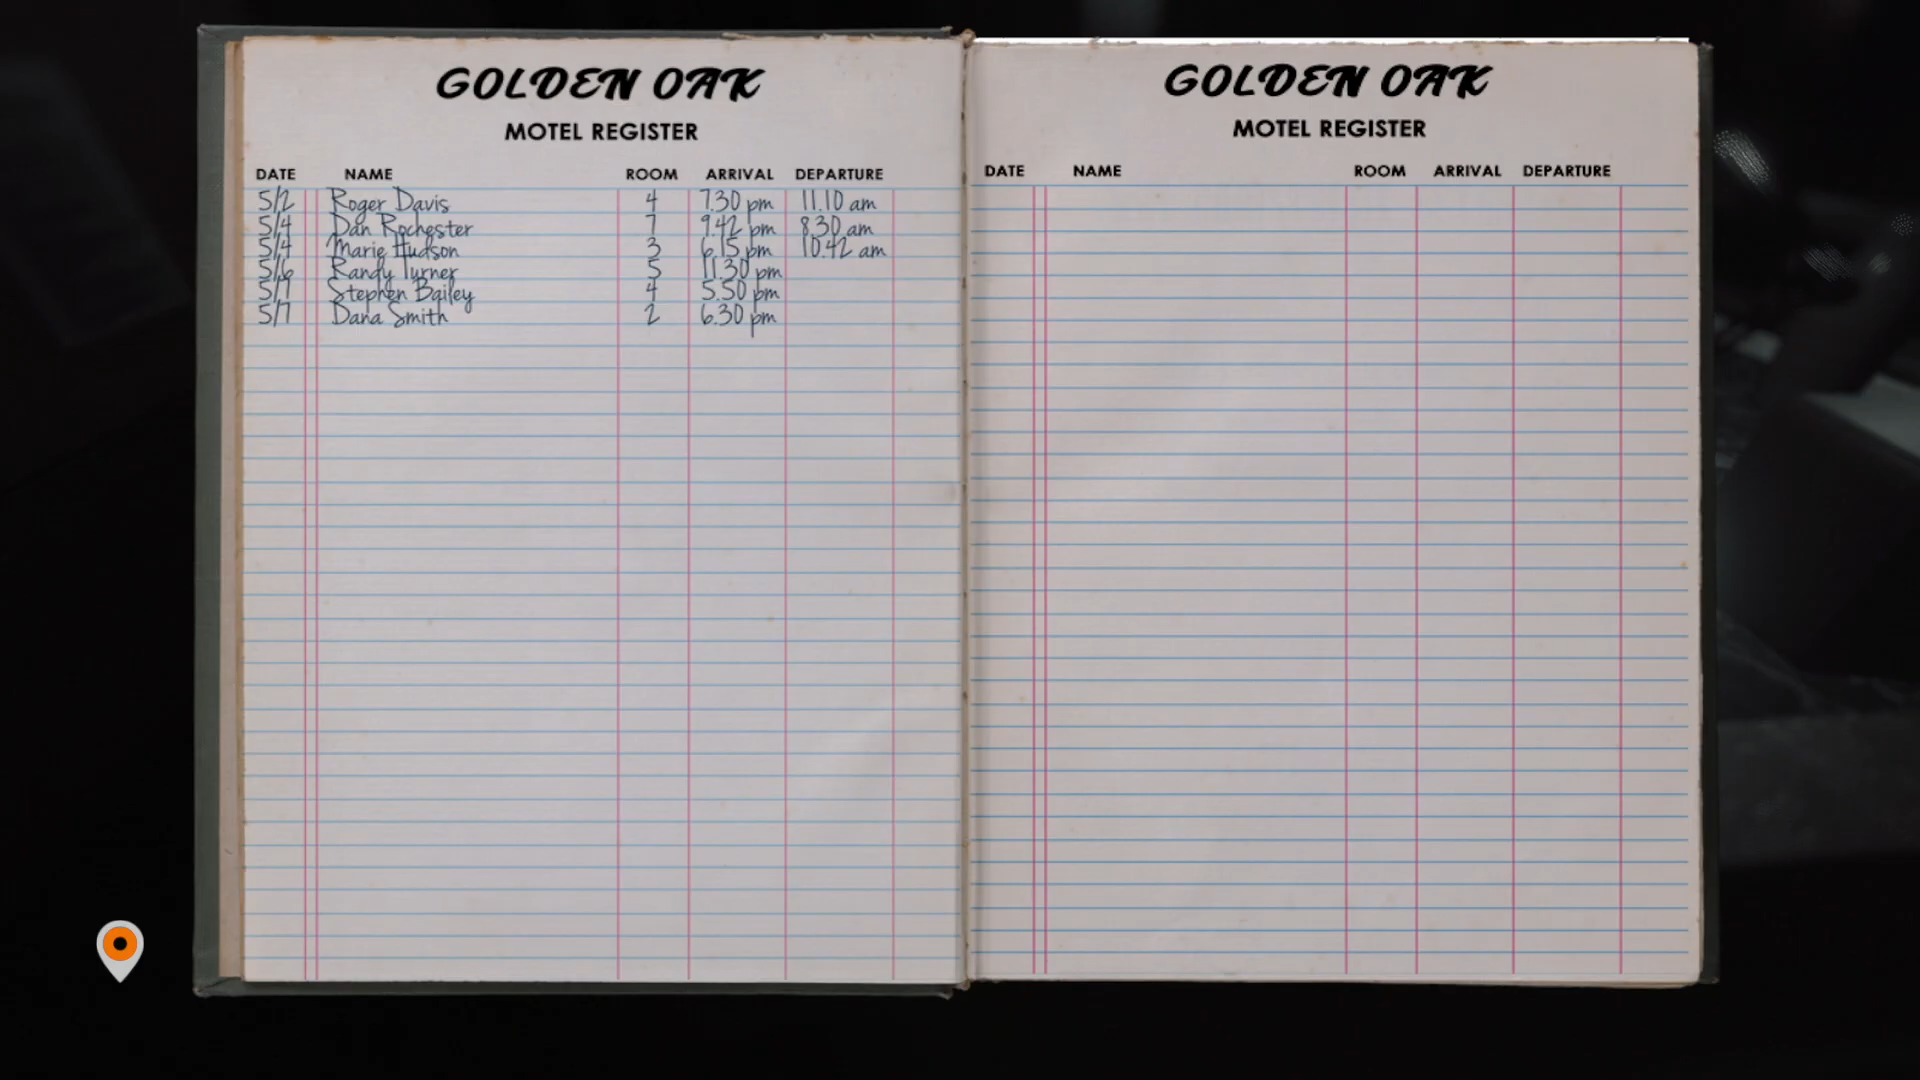 GOLDEN OAK
MOTEL REGISTER
DATE NAME ROOM ARRIVAL DEPARTURE
5/2 Roger Davis 4 7.30 pm 11.10 am
5/4 Dan Rochester 7 9.42 pm 8.30 am
5/4 Marie Hudson 3 6.15 pm 10.42 am
5/6 Randy Turner 5 11.30 pm
5/7 Stephen Bailey 4 5.50 pm
5/7 Dana Smith 2 6.30 pm
GOLDEN OAK
MOTEL REGISTER
DATE NAME ROOM ARRIVAL DEPARTURE